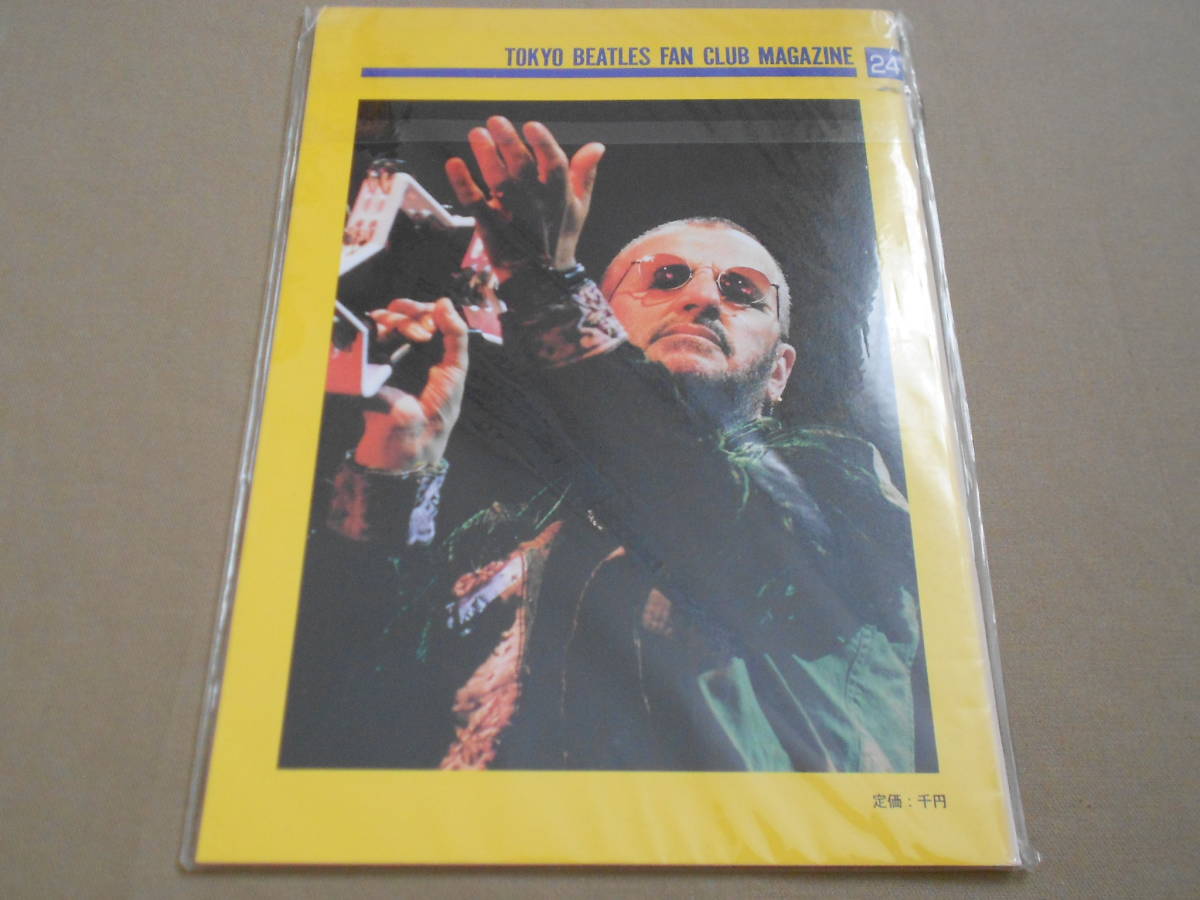 TOKYO BEATLES FAN CLUB MAGAZINE 24
定価：千円